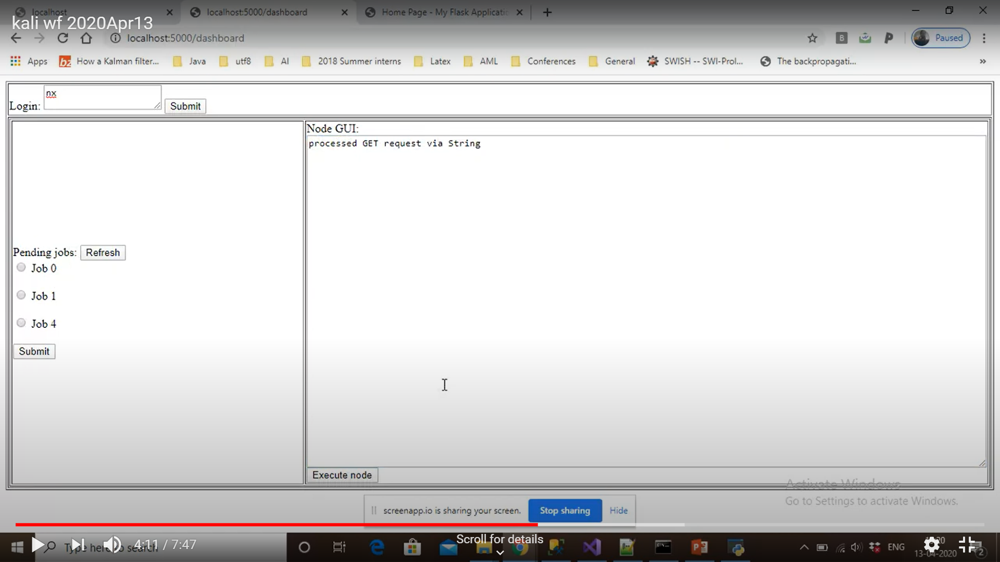 localhost
localhost:5000/dashboard
Home Page - My Flask Applicatic
kali wf 2020Apr13
localhost:5000/dashboard
B
Paused
Apps
bz
How a Kalman filter...
Java
utf8
AI
2018 Summer interns
Latex
AML
Conferences
General
SWISH -- SWI-Prol...
The backpropagati...
»
Login:
nx
Submit
Node GUI:
processed GET request via String
Pending jobs:
Refresh
Job 0
Job 1
Job 4
Submit
Execute node
Activate Windows
Go to Settings to activate Windows.
screenapp.io is sharing your screen.
Stop sharing
Hide
Scroll for details
Type here to search
4:11 / 7:47
ENG
13-04-2020
2